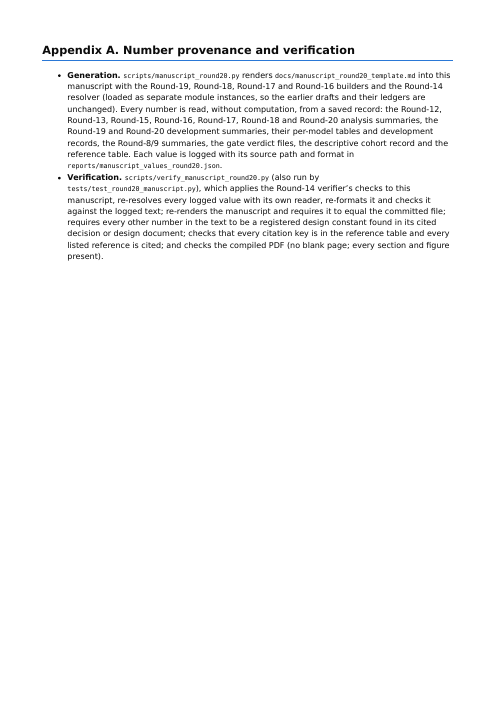 Appendix A. Number provenance and verification
• Generation. scripts/manuscript_round20.py renders docs/manuscript_round20_template.md into this
manuscript with the Round-19, Round-18, Round-17 and Round-16 builders and the Round-14
resolver (loaded as separate module instances, so the earlier drafts and their ledgers are
unchanged). Every number is read, without computation, from a saved record: the Round-12,
Round-13, Round-15, Round-16, Round-17, Round-18 and Round-20 analysis summaries, the
Round-19 and Round-20 development summaries, their per-model tables and development
records, the Round-8/9 summaries, the gate verdict files, the descriptive cohort record and the
reference table. Each value is logged with its source path and format in
reports/manuscript_values_round20.json.
• Verification. scripts/verify_manuscript_round20.py (also run by
tests/test_round20_manuscript.py), which applies the Round-14 verifier’s checks to this
manuscript, re-resolves every logged value with its own reader, re-formats it and checks it
against the logged text; re-renders the manuscript and requires it to equal the committed file;
requires every other number in the text to be a registered design constant found in its cited
decision or design document; checks that every citation key is in the reference table and every
listed reference is cited; and checks the compiled PDF (no blank page; every section and figure
present).